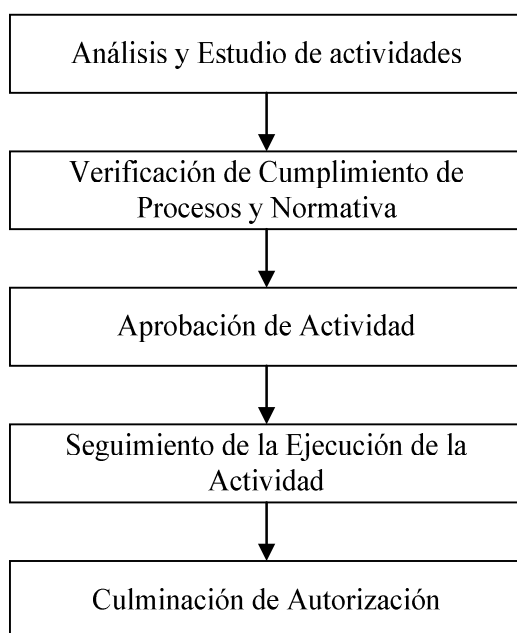 Análisis y Estudio de actividades
Verificación de Cumplimiento de
Procesos y Normativa
Aprobación de Actividad
Seguimiento de la Ejecución de la
Actividad
Culminación de Autorización